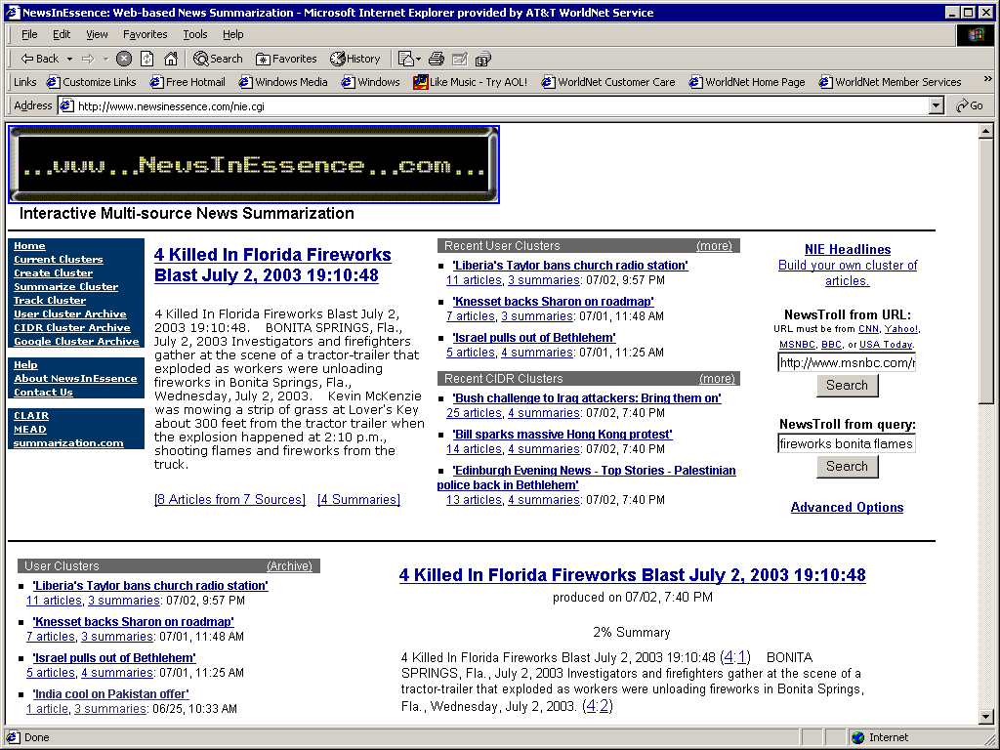 NewsInEssence: Web-based News Summarization - Microsoft Internet Explorer provided by AT&T WorldNet Service
File Edit View Favorites Tools Help
Back Search Favorites History
Links Customize Links Free Hotmail Windows Media Windows Like Music - Try AOL! WorldNet Customer Care WorldNet Home Page WorldNet Member Services »
Address http://www.newsinessence.com/nie.cgi Go
...www...NewsInEssence...com...
Interactive Multi-source News Summarization
Home
Current Clusters
Create Cluster
Summarize Cluster
Track Cluster
User Cluster Archive
CIDR Cluster Archive
Google Cluster Archive
Help
About NewsInEssence
Contact Us
CLAIR
MEAD
summarization.com
4 Killed In Florida Fireworks
Blast July 2, 2003 19:10:48
4 Killed In Florida Fireworks Blast July 2,
2003 19:10:48. BONITA SPRINGS, Fla.,
July 2, 2003 Investigators and firefighters
gather at the scene of a tractor-trailer that
exploded as workers were unloading
fireworks in Bonita Springs, Fla.,
Wednesday, July 2, 2003. Kevin McKenzie
was mowing a strip of grass at Lover's Key
about 300 feet from the tractor trailer when
the explosion happened at 2:10 p.m.,
shooting flames and fireworks from the
truck.
[8 Articles from 7 Sources] [4 Summaries]
Recent User Clusters (more)
'Liberia's Taylor bans church radio station'
11 articles, 3 summaries: 07/02, 9:57 PM
'Knesset backs Sharon on roadmap'
7 articles, 3 summaries: 07/01, 11:48 AM
'Israel pulls out of Bethlehem'
5 articles, 4 summaries: 07/01, 11:25 AM
Recent CIDR Clusters (more)
'Bush challenge to Iraq attackers: Bring them on'
25 articles, 4 summaries: 07/02, 7:40 PM
'Bill sparks massive Hong Kong protest'
14 articles, 4 summaries: 07/02, 7:40 PM
'Edinburgh Evening News - Top Stories - Palestinian
police back in Bethlehem'
13 articles, 4 summaries: 07/02, 7:40 PM
NIE Headlines
Build your own cluster of
articles.
NewsTroll from URL:
URL must be from CNN, Yahoo!,
MSNBC, BBC, or USA Today.
http://www.msnbc.com/n
Search
NewsTroll from query:
fireworks bonita flames
Search
Advanced Options
User Clusters (Archive)
'Liberia's Taylor bans church radio station'
11 articles, 3 summaries: 07/02, 9:57 PM
'Knesset backs Sharon on roadmap'
7 articles, 3 summaries: 07/01, 11:48 AM
'Israel pulls out of Bethlehem'
5 articles, 4 summaries: 07/01, 11:25 AM
'India cool on Pakistan offer'
1 article, 3 summaries: 06/25, 10:33 AM
4 Killed In Florida Fireworks Blast July 2, 2003 19:10:48
produced on 07/02, 7:40 PM
2% Summary
4 Killed In Florida Fireworks Blast July 2, 2003 19:10:48 (4:1) BONITA
SPRINGS, Fla., July 2, 2003 Investigators and firefighters gather at the scene of a
tractor-trailer that exploded as workers were unloading fireworks in Bonita Springs,
Fla., Wednesday, July 2, 2003. (4:2)
Done Internet